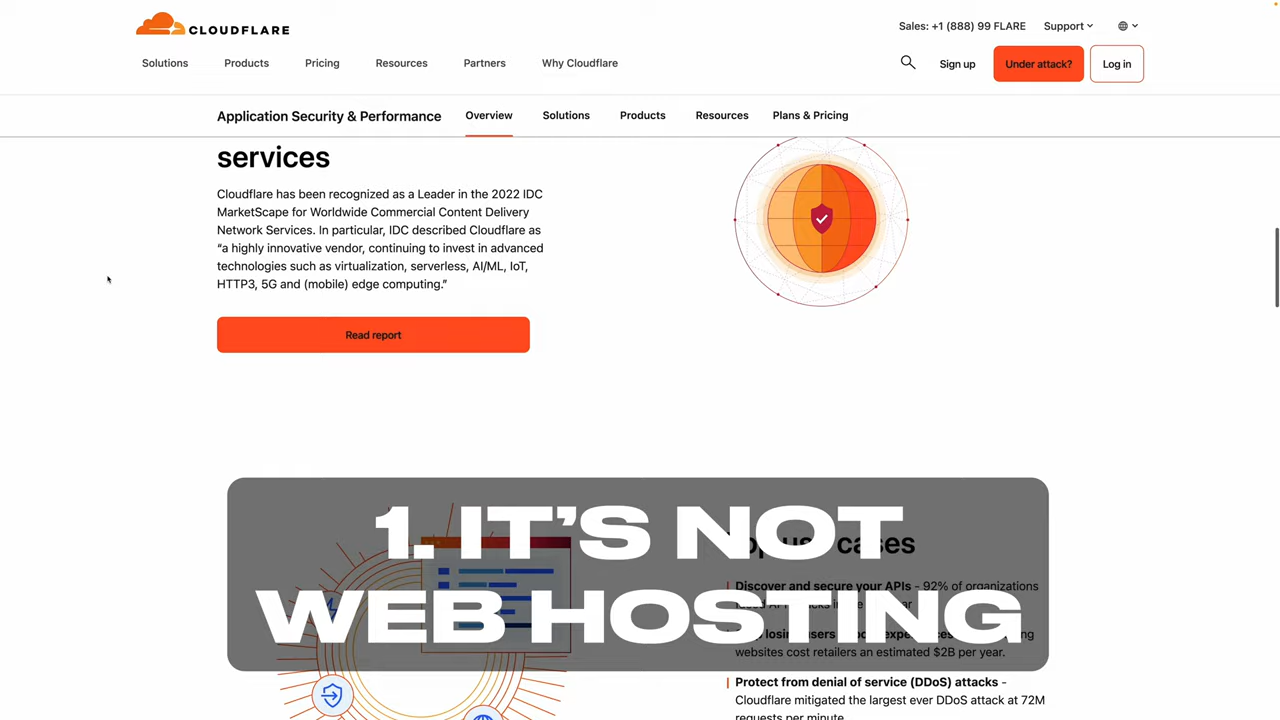 CLOUDFLARE
Sales: +1 (888) 99 FLARE
Support
Solutions
Products
Pricing
Resources
Partners
Why Cloudflare
Sign up
Under attack?
Log in
Application Security & Performance
Overview
Solutions
Products
Resources
Plans & Pricing
services
Cloudflare has been recognized as a Leader in the 2022 IDC
MarketScape for Worldwide Commercial Content Delivery
Network Services. In particular, IDC described Cloudflare as
“a highly innovative vendor, continuing to invest in advanced
technologies such as virtualization, serverless, AI/ML, IoT,
HTTP3, 5G and (mobile) edge computing.”
Read report
1. IT’S NOT
WEB HOSTING
cases
Discover and secure your APIs - 92% of organizations
websites cost retailers an estimated $2B per year.
Protect from denial of service (DDoS) attacks -
Cloudflare mitigated the largest ever DDoS attack at 72M
requests per minute